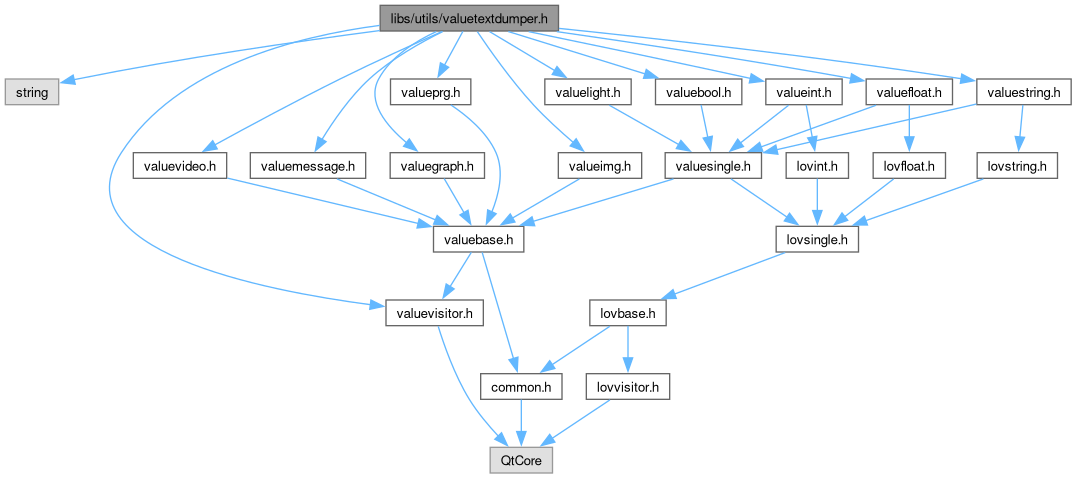 libs/utils/valuetextdumper.h
string
valueprg.h
valuelight.h
valuebool.h
valueint.h
valuefloat.h
valuestring.h
valuevideo.h
valuemessage.h
valuegraph.h
valueimg.h
valuesingle.h
lovint.h
lovfloat.h
lovstring.h
valuebase.h
lovsingle.h
valuevisitor.h
lovbase.h
common.h
lovvisitor.h
QtCore